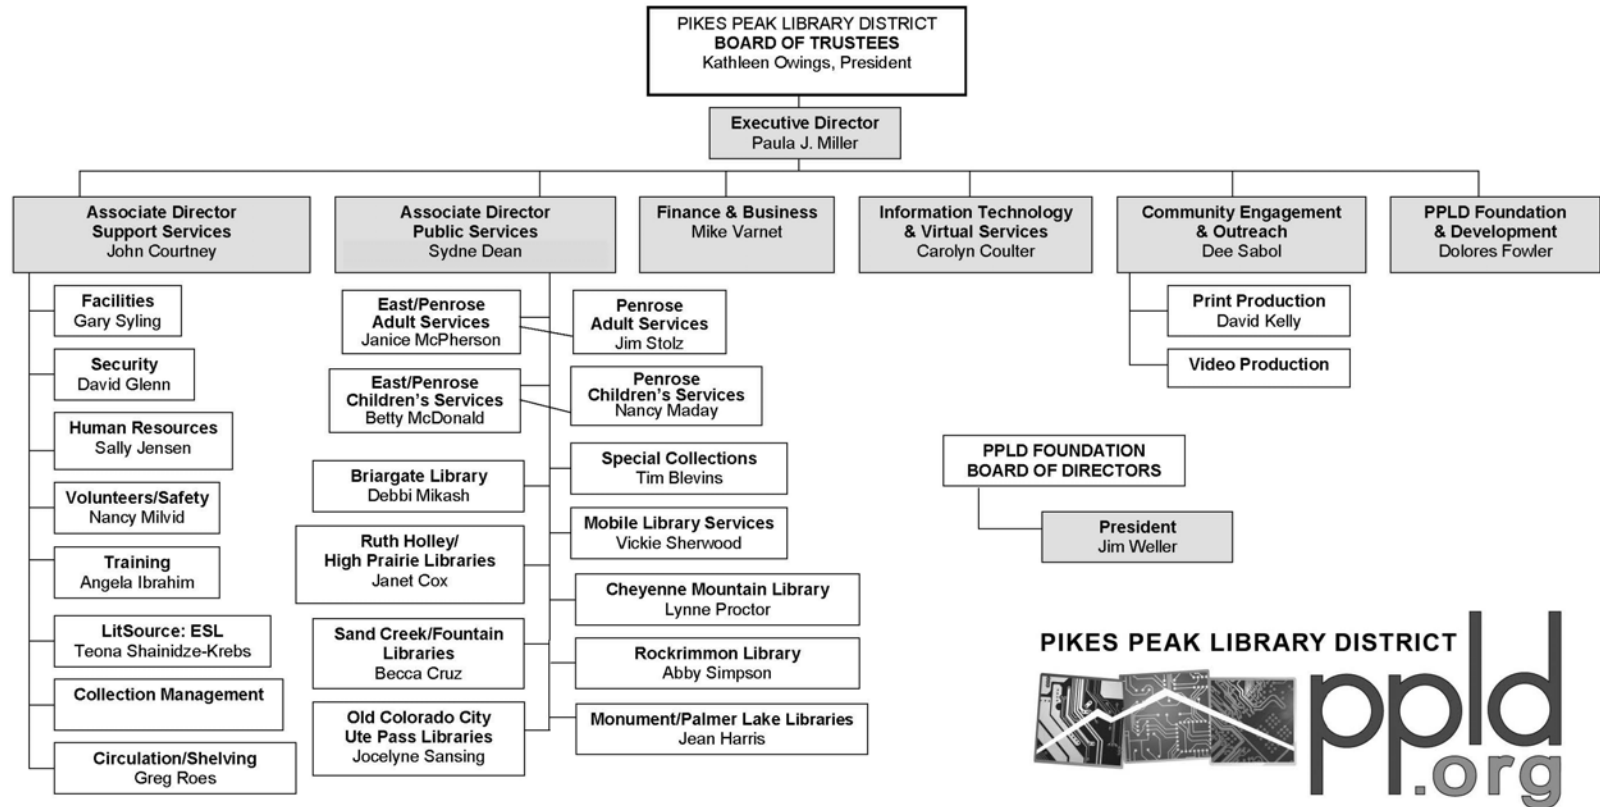 PIKES PEAK LIBRARY DISTRICT
BOARD OF TRUSTEES
Kathleen Owings, President
Executive Director
Paula J. Miller
Associate Director
Support Services
John Courtney
Associate Director
Public Services
Sydne Dean
Finance & Business
Mike Varnet
Information Technology
& Virtual Services
Carolyn Coulter
Community Engagement
& Outreach
Dee Sabol
PPLD Foundation
& Development
Dolores Fowler
Facilities
Gary Syling
Security
David Glenn
Human Resources
Sally Jensen
Volunteers/Safety
Nancy Milvid
Training
Angela Ibrahim
LitSource: ESL
Teona Shainidze-Krebs
Collection Management
Circulation/Shelving
Greg Roes
East/Penrose
Adult Services
Janice McPherson
East/Penrose
Children's Services
Betty McDonald
Briargate Library
Debbi Mikash
Ruth Holley/
High Prairie Libraries
Janet Cox
Sand Creek/Fountain
Libraries
Becca Cruz
Old Colorado City
Ute Pass Libraries
Jocelyne Sansing
Penrose
Adult Services
Jim Stolz
Penrose
Children's Services
Nancy Maday
Special Collections
Tim Blevins
Mobile Library Services
Vickie Sherwood
Cheyenne Mountain Library
Lynne Proctor
Rockrimmon Library
Abby Simpson
Monument/Palmer Lake Libraries
Jean Harris
Print Production
David Kelly
Video Production
PPLD FOUNDATION
BOARD OF DIRECTORS
President
Jim Weller
PIKES PEAK LIBRARY DISTRICT
ppld
.org